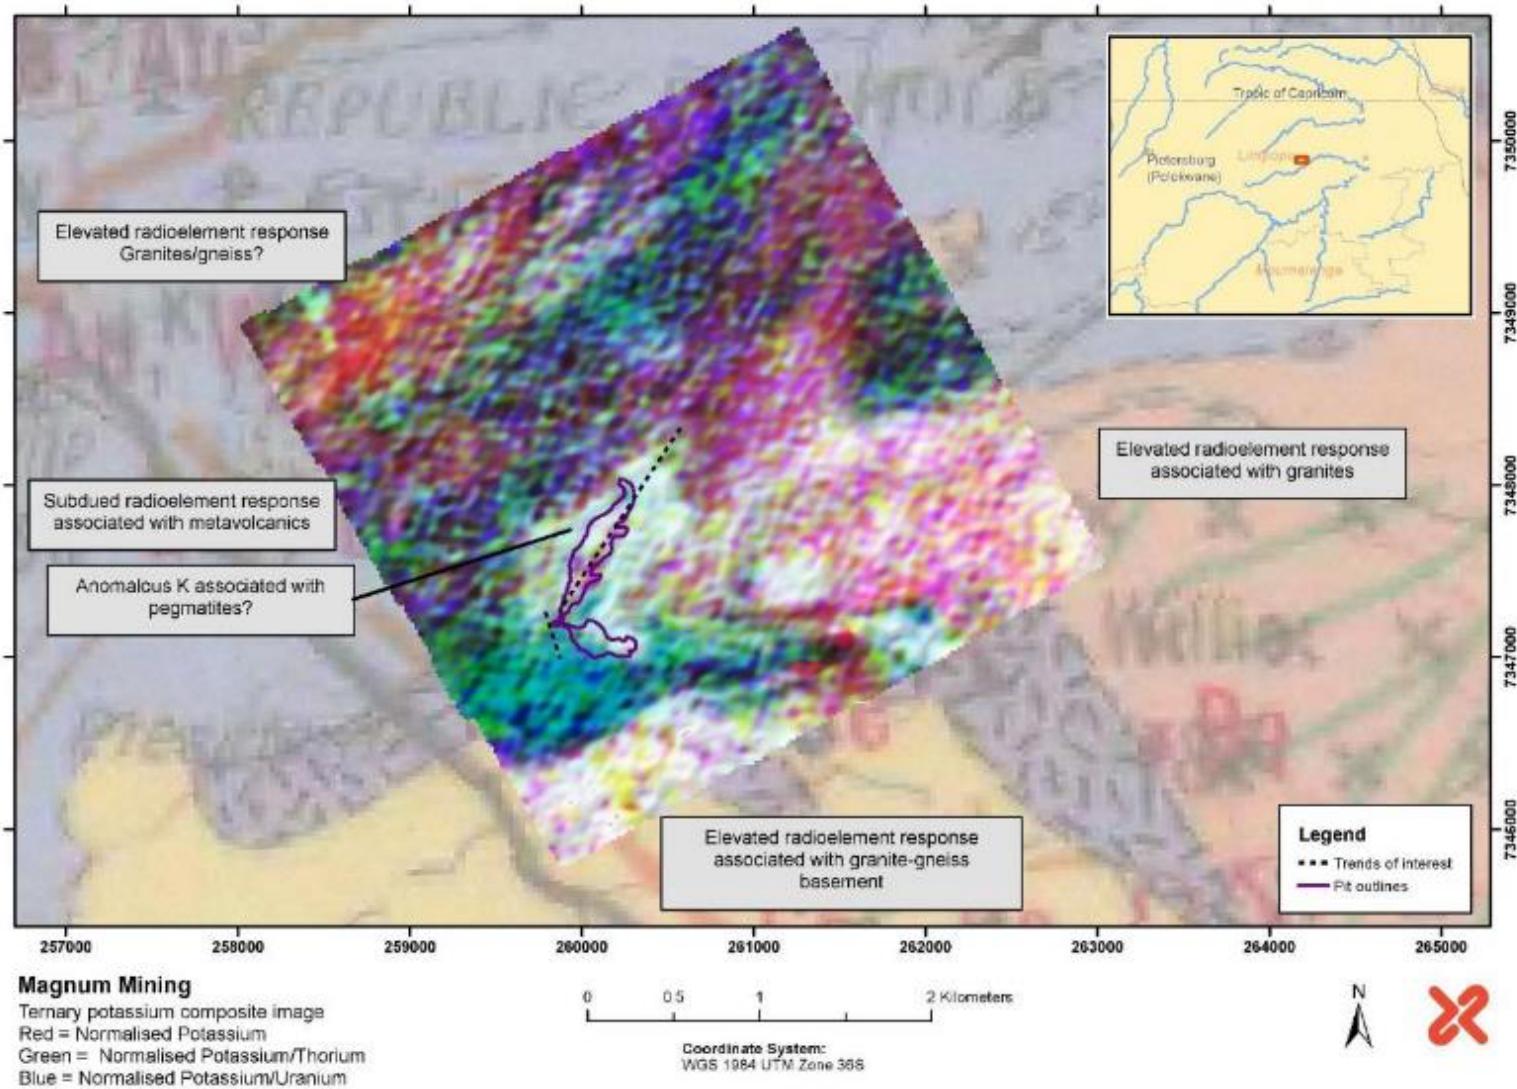 REPUBLIC
Tropic of Capricorn
Pietersburg
(Polokwane)
Limpopo
Mpumalanga
7350000
7349000
7348000
7347000
7346000
Elevated radioelement response
Granites/gneiss?
Subdued radioelement response
associated with metavolcanics
Anomalous K associated with
pegmatites?
Elevated radioelement response
associated with granites
Elevated radioelement response
associated with granite-gneiss
basement
Legend
Trends of interest
Pit outlines
257000 258000 259000 260000 261000 262000 263000 264000 265000
Magnum Mining
Ternary potassium composite image
Red = Normalised Potassium
Green = Normalised Potassium/Thorium
Blue = Normalised Potassium/Uranium
0 0.5 1 2 Kilometers
Coordinate System:
WGS 1984 UTM Zone 36S
N